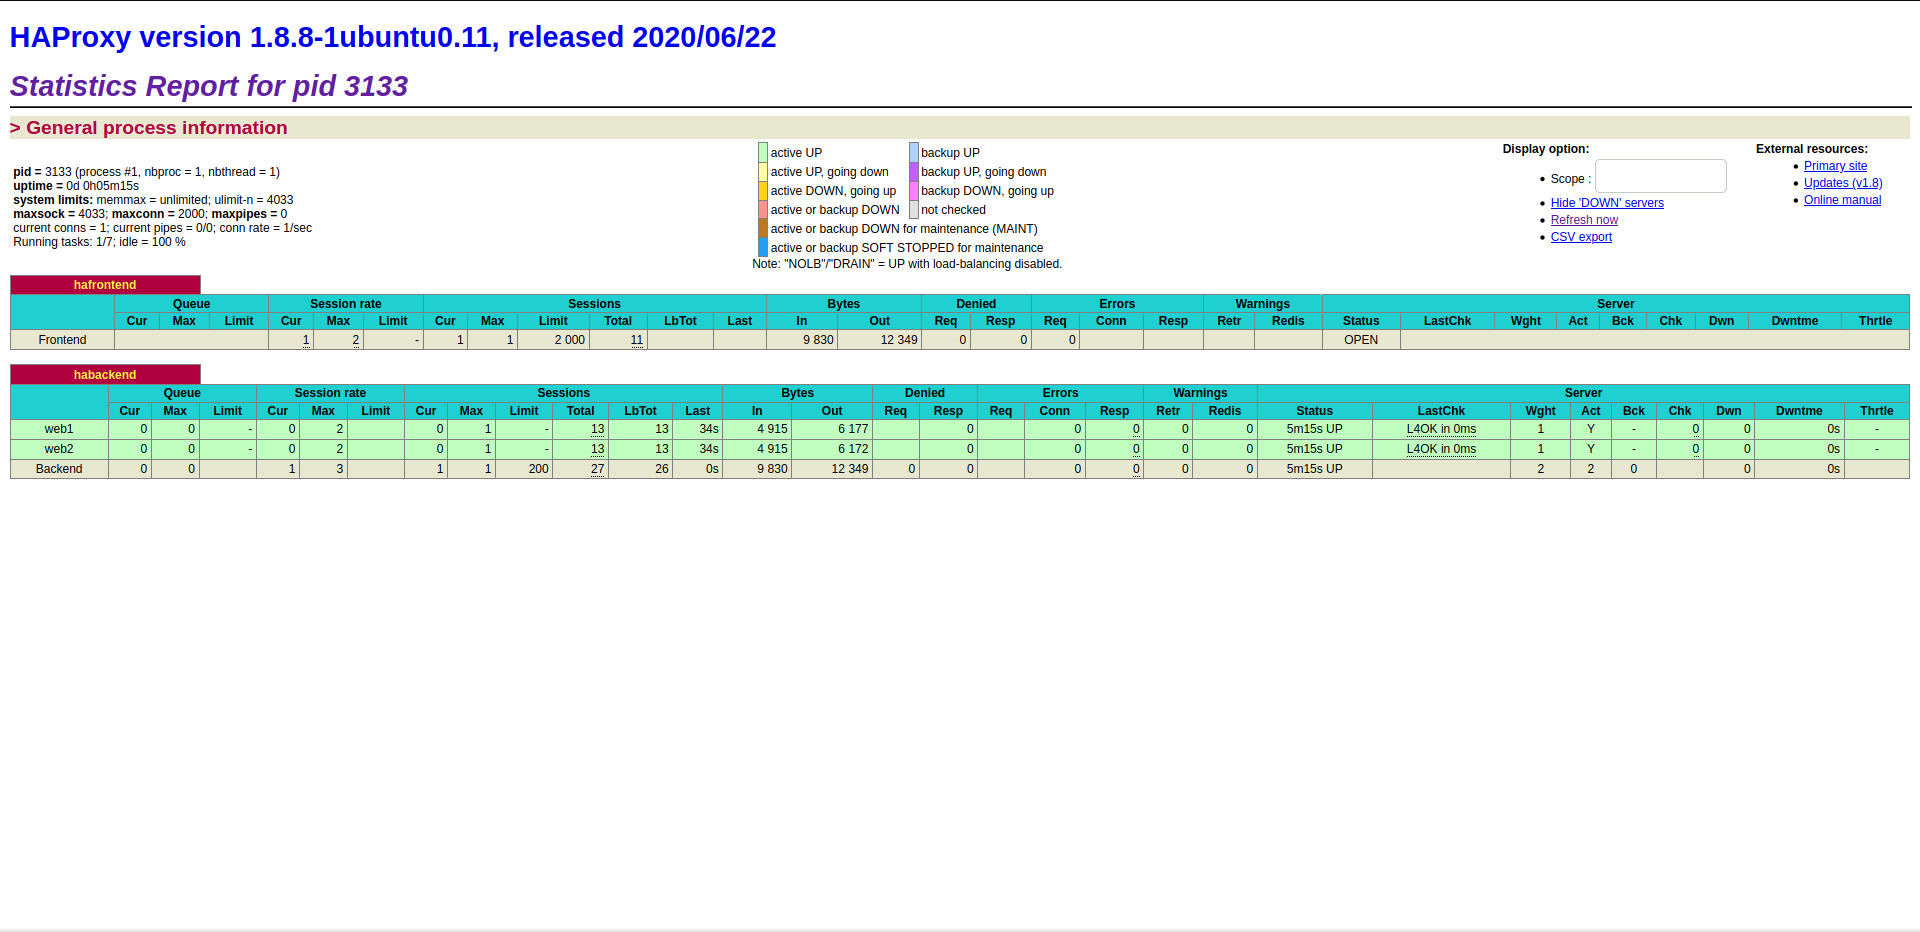 HAProxy version 1.8.8-1ubuntu0.11, released 2020/06/22
Statistics Report for pid 3133
> General process information
pid = 3133 (process #1, nbproc = 1, nbthread = 1)
uptime = 0d 0h05m15s
system limits: memmax = unlimited; ulimit-n = 4033
maxsock = 4033; maxconn = 2000; maxpipes = 0
current conns = 1; current pipes = 0/0; conn rate = 1/sec
Running tasks: 1/7; idle = 100 %
active UP backup UP
active UP, going down backup UP, going down
active DOWN, going up backup DOWN, going up
active or backup DOWN not checked
active or backup DOWN for maintenance (MAINT)
active or backup SOFT STOPPED for maintenance
Note: "NOLB"/"DRAIN" = UP with load-balancing disabled.
Display option:
• Scope :
• Hide 'DOWN' servers
• Refresh now
• CSV export
External resources:
• Primary site
• Updates (v1.8)
• Online manual
hafrontend
Queue Session rate Sessions Bytes Denied Errors Warnings Server
Cur Max Limit Cur Max Limit Cur Max Limit Total LbTot Last In Out Req Resp Req Conn Resp Retr Redis Status LastChk Wght Act Bck Chk Dwn Dwntme Thrtle
Frontend 1 2 - 1 1 2 000 11 9 830 12 349 0 0 0 OPEN
habackend
Queue Session rate Sessions Bytes Denied Errors Warnings Server
Cur Max Limit Cur Max Limit Cur Max Limit Total LbTot Last In Out Req Resp Req Conn Resp Retr Redis Status LastChk Wght Act Bck Chk Dwn Dwntme Thrtle
web1 0 0 - 0 2 0 1 - 13 13 34s 4 915 6 177 0 0 0 0 0 5m15s UP L4OK in 0ms 1 Y - 0 0 0s -
web2 0 0 - 0 2 0 1 - 13 13 34s 4 915 6 172 0 0 0 0 0 5m15s UP L4OK in 0ms 1 Y - 0 0 0s -
Backend 0 0 1 3 1 1 200 27 26 0s 9 830 12 349 0 0 0 0 0 0 5m15s UP 2 2 0 0 0s